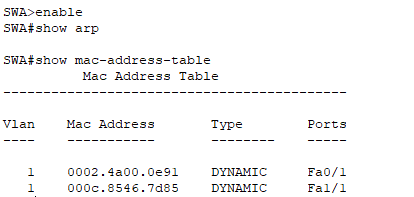 SWA>enable
SWA#show arp
SWA#show mac-address-table
Mac Address Table
-------------------------------------------
Vlan    Mac Address       Type        Ports
----    -----------       --------    -----
1    0002.4a00.0e91    DYNAMIC     Fa0/1
1    000c.8546.7d85    DYNAMIC     Fa1/1